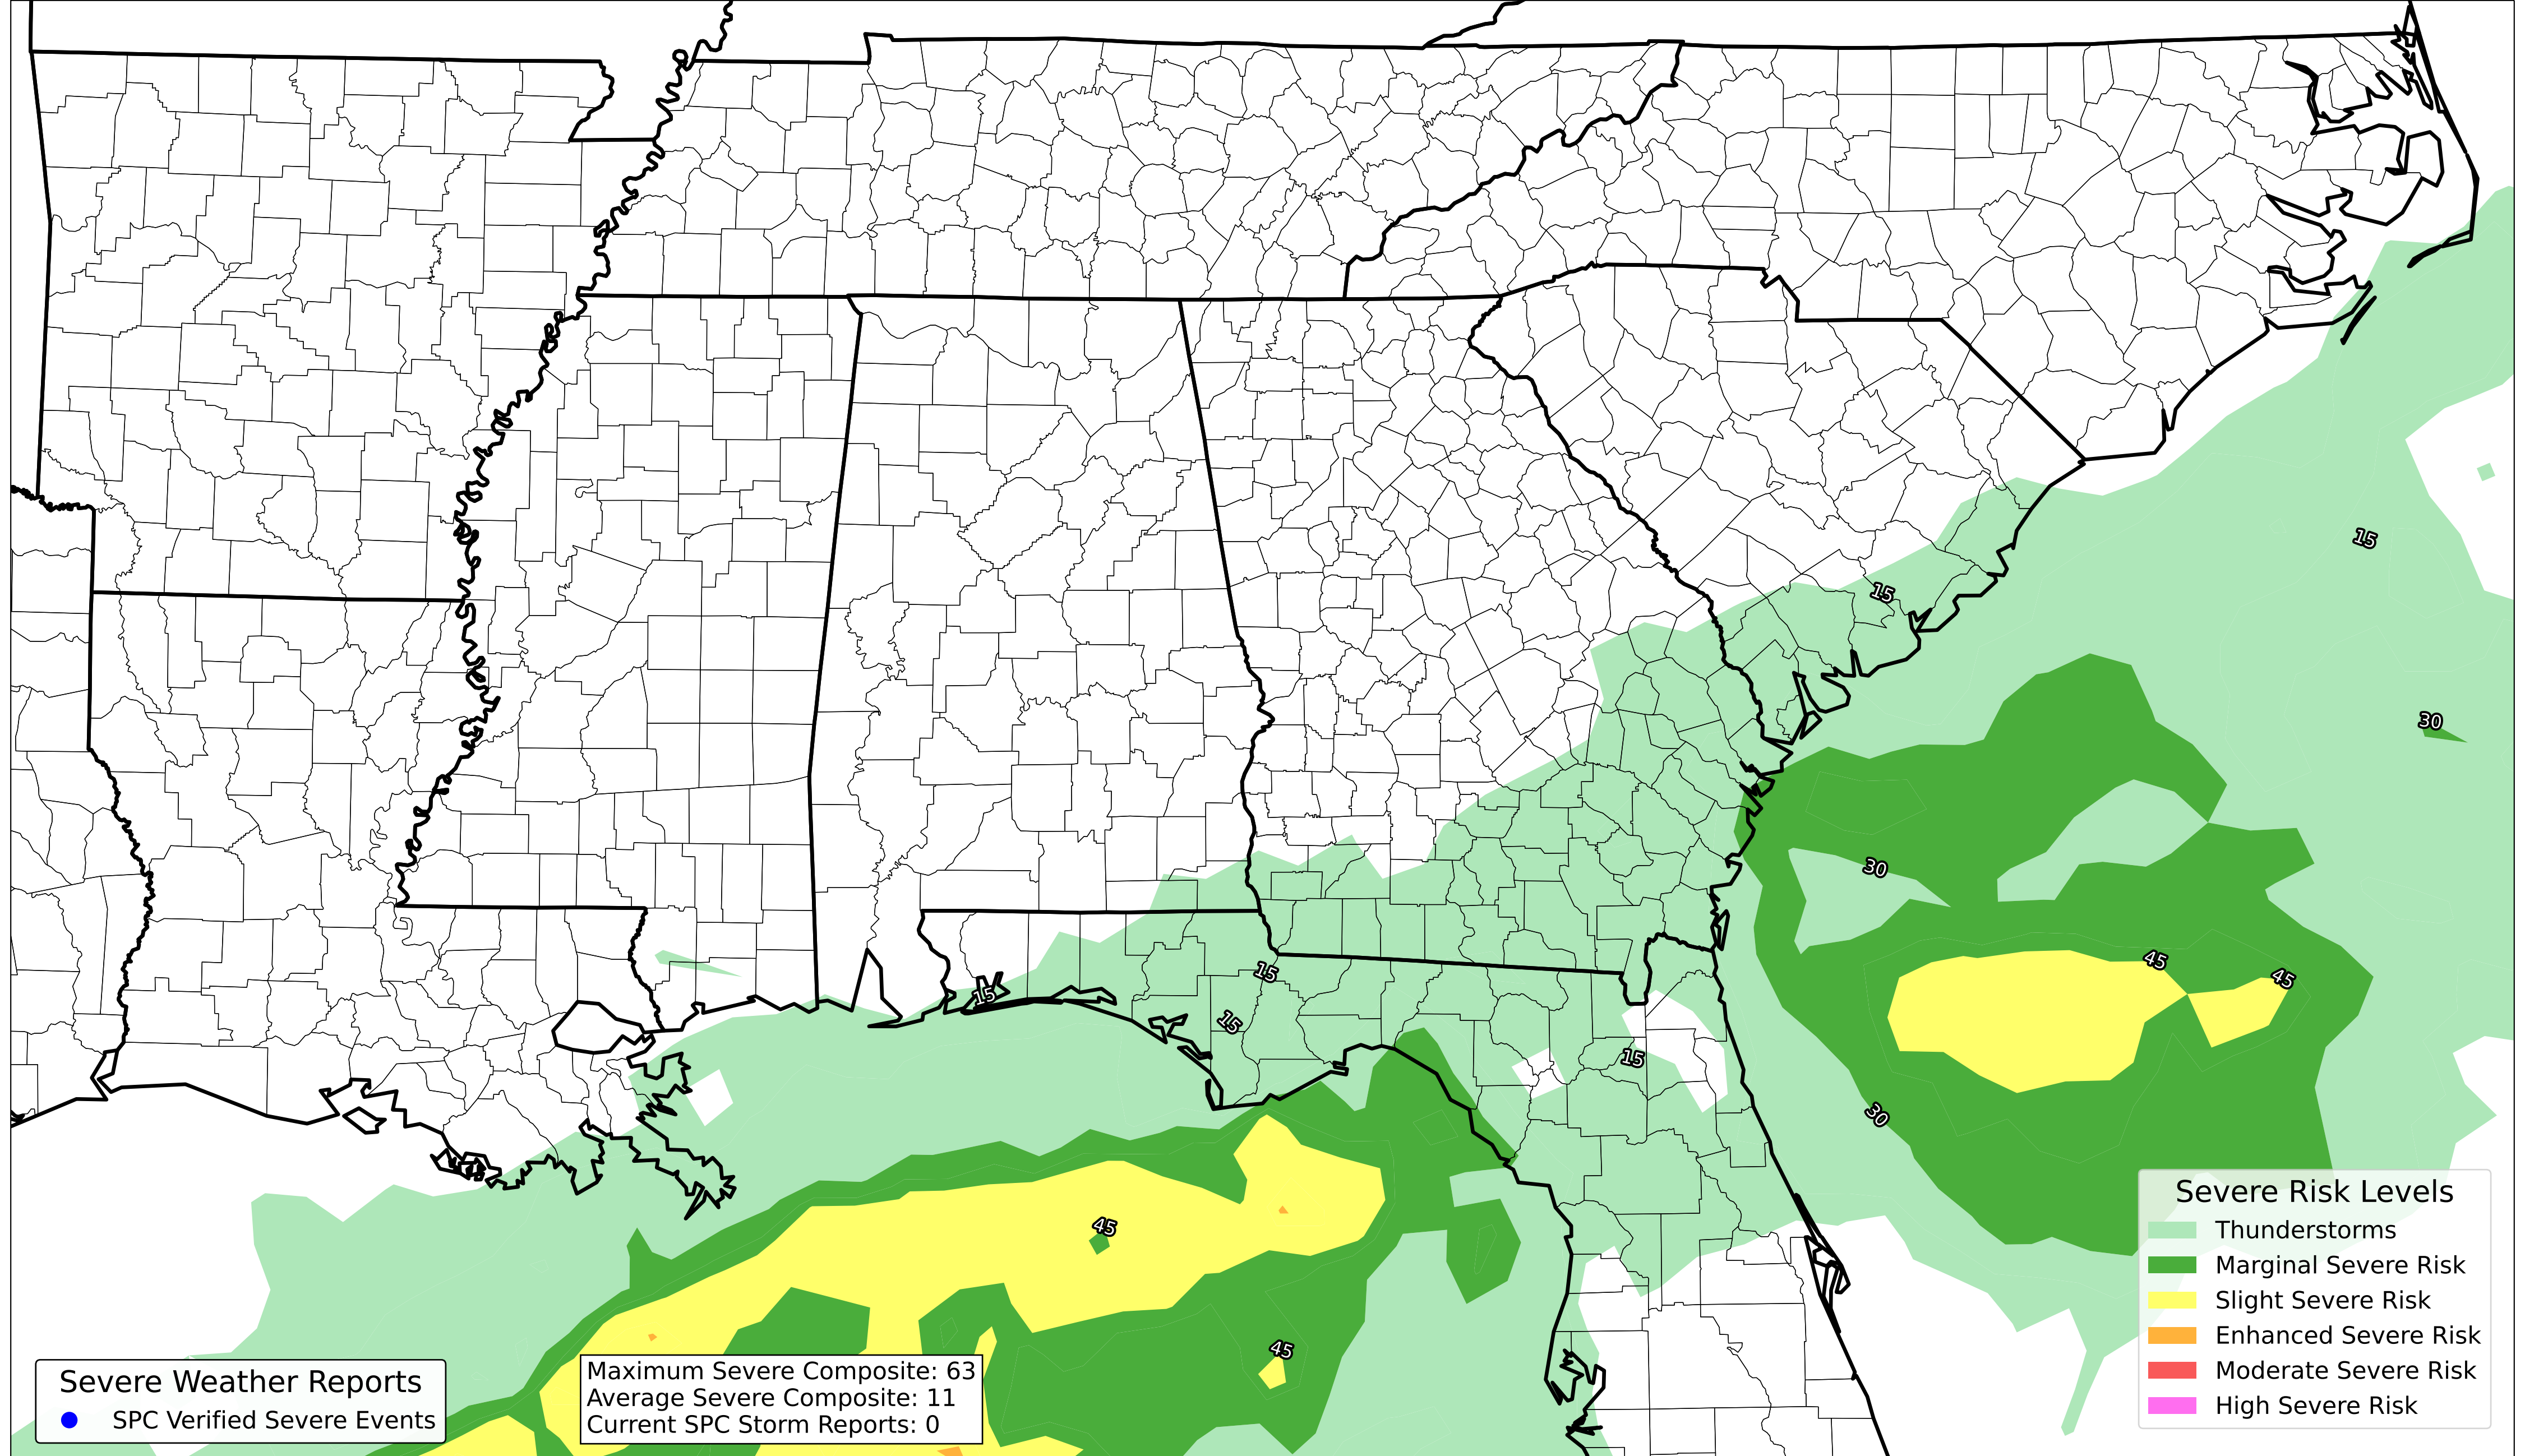 15
15
30
30
45
45
15
15
15
15
30
45
45
Severe Risk Levels
Thunderstorms
Marginal Severe Risk
Slight Severe Risk
Enhanced Severe Risk
Moderate Severe Risk
High Severe Risk
Severe Weather Reports
SPC Verified Severe Events
Maximum Severe Composite: 63
Average Severe Composite: 11
Current SPC Storm Reports: 0